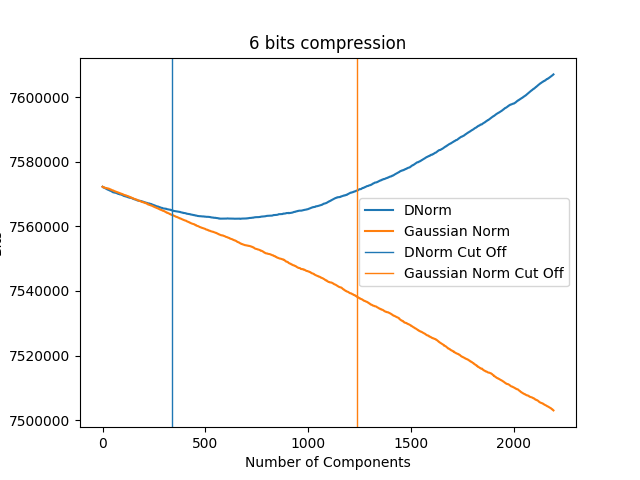 6 bits compression
7600000
7580000
7560000
7540000
7520000
7500000
0 500 1000 1500 2000
Number of Components
DNorm
Gaussian Norm
DNorm Cut Off
Gaussian Norm Cut Off